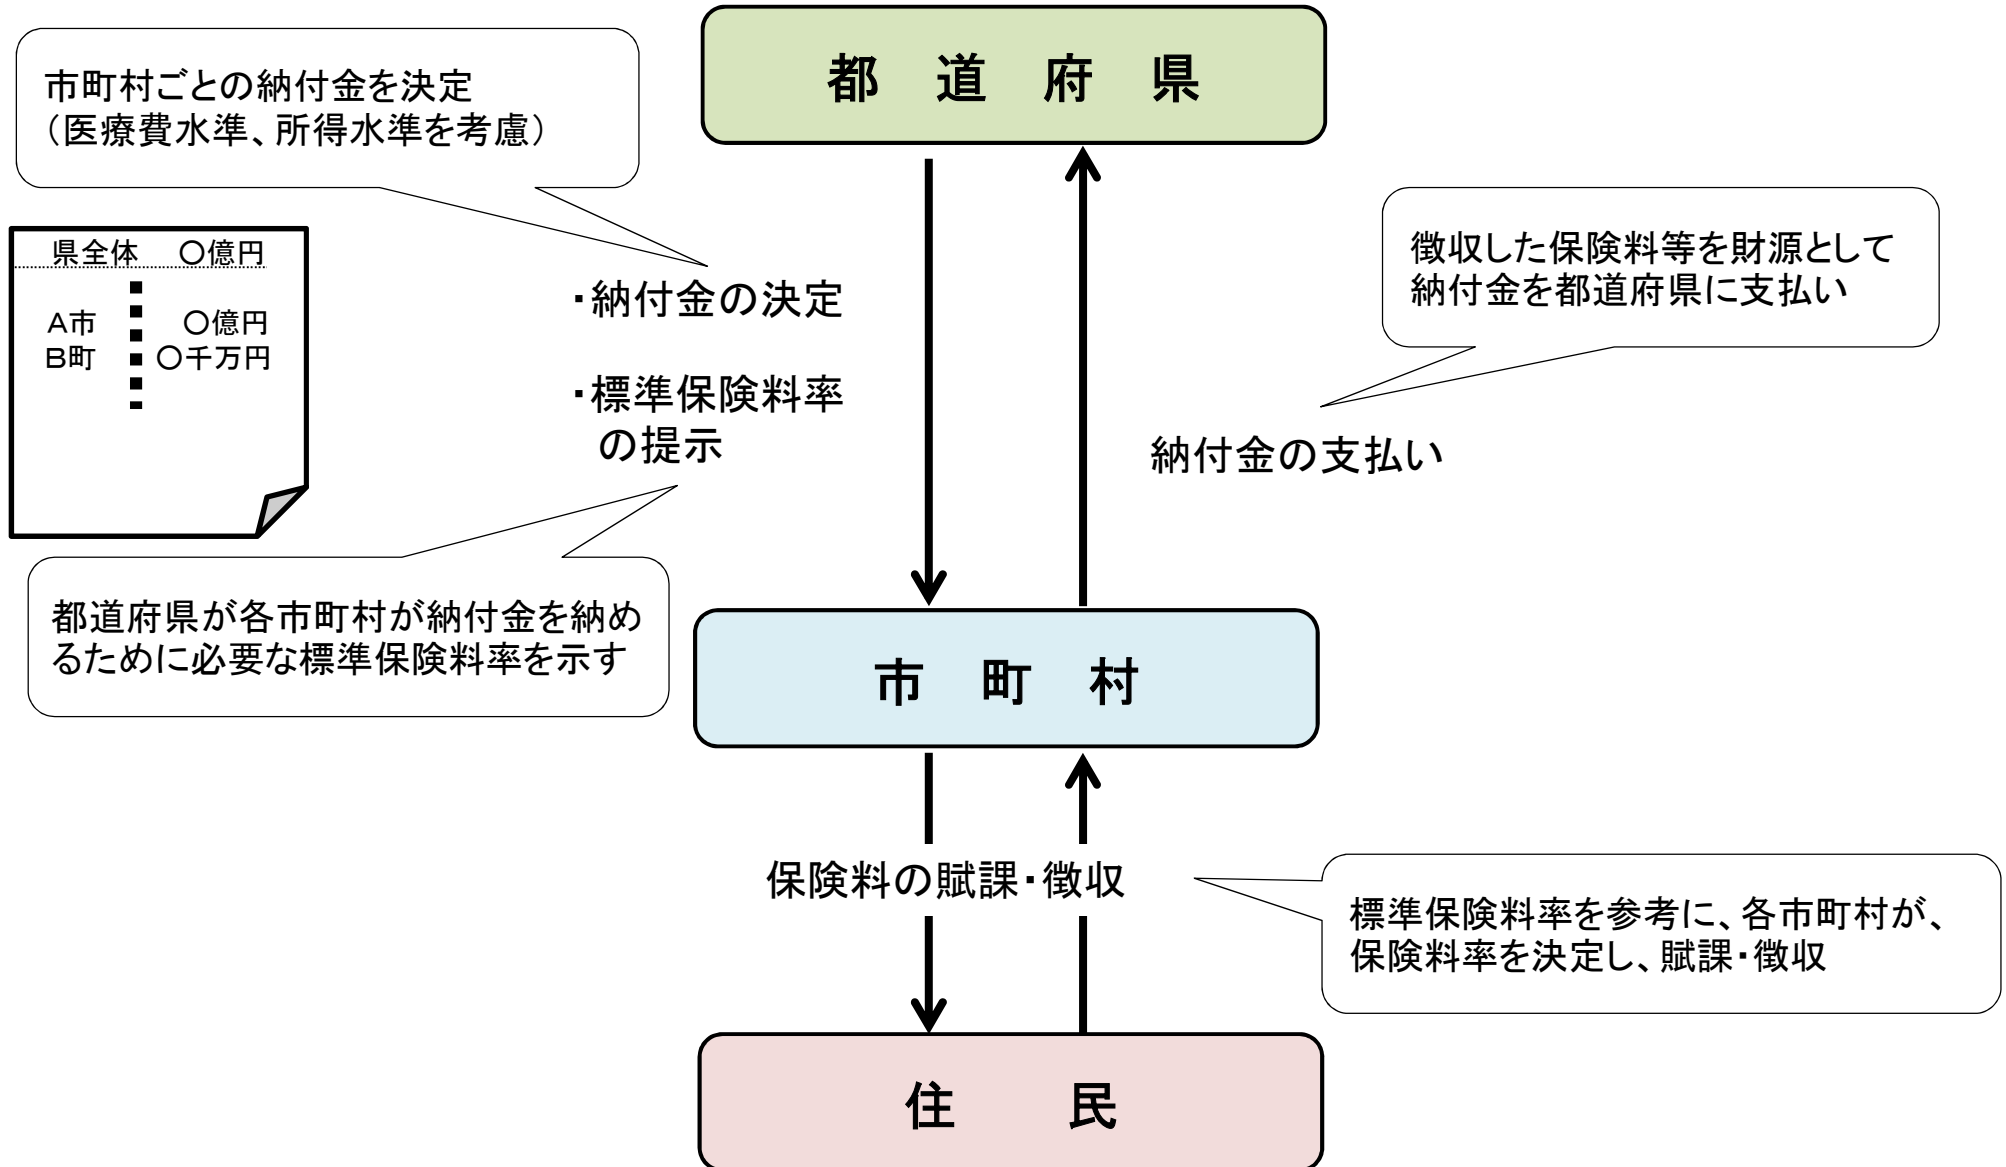 都道府県
市町村ごとの納付金を決定
（医療費水準、所得水準を考慮）
県全体　〇億円
A市　〇億円
B町　〇千万円
・納付金の決定
・標準保険料率
の提示
徴収した保険料等を財源として
納付金を都道府県に支払い
納付金の支払い
都道府県が各市町村が納付金を納め
るために必要な標準保険料率を示す
市町村
保険料の賦課・徴収
標準保険料率を参考に、各市町村が、
保険料率を決定し、賦課・徴収
住民